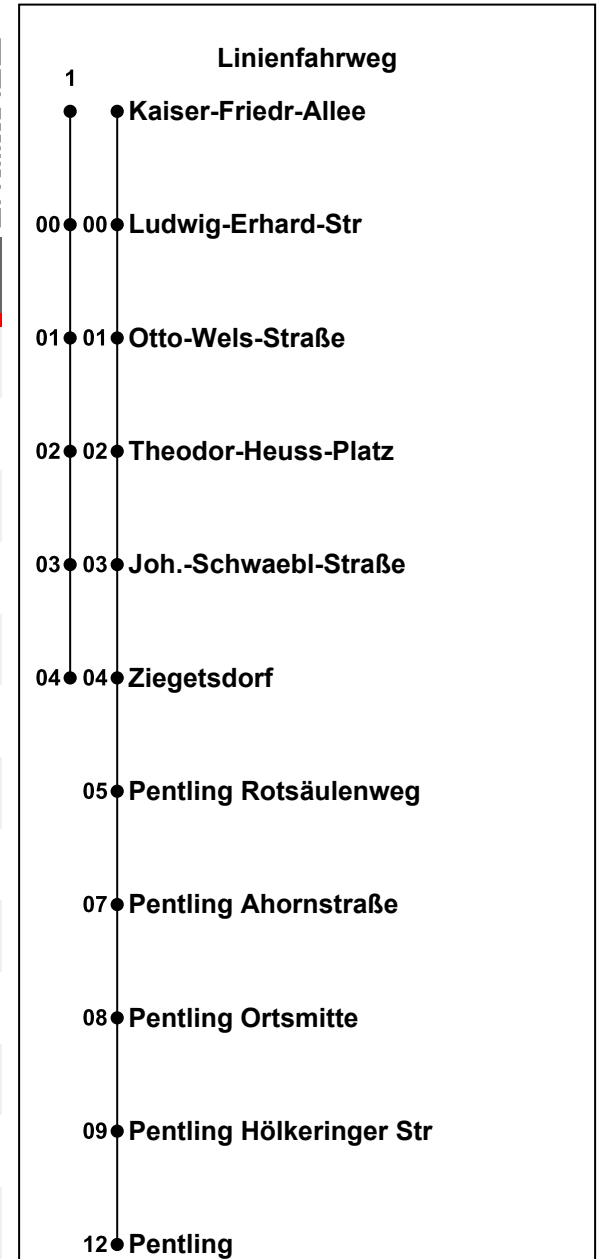 Linienfahrweg
1
Kaiser-Friedr-Allee
00 00 Ludwig-Erhard-Str
01 01 Otto-Wels-Straße
02 02 Theodor-Heuss-Platz
03 03 Joh.-Schwaebl-Straße
04 04 Ziegetsdorf
05 Pentling Rotsäulenweg
07 Pentling Ahornstraße
08 Pentling Ortsmitte
09 Pentling Hölkeringer Str
12 Pentling